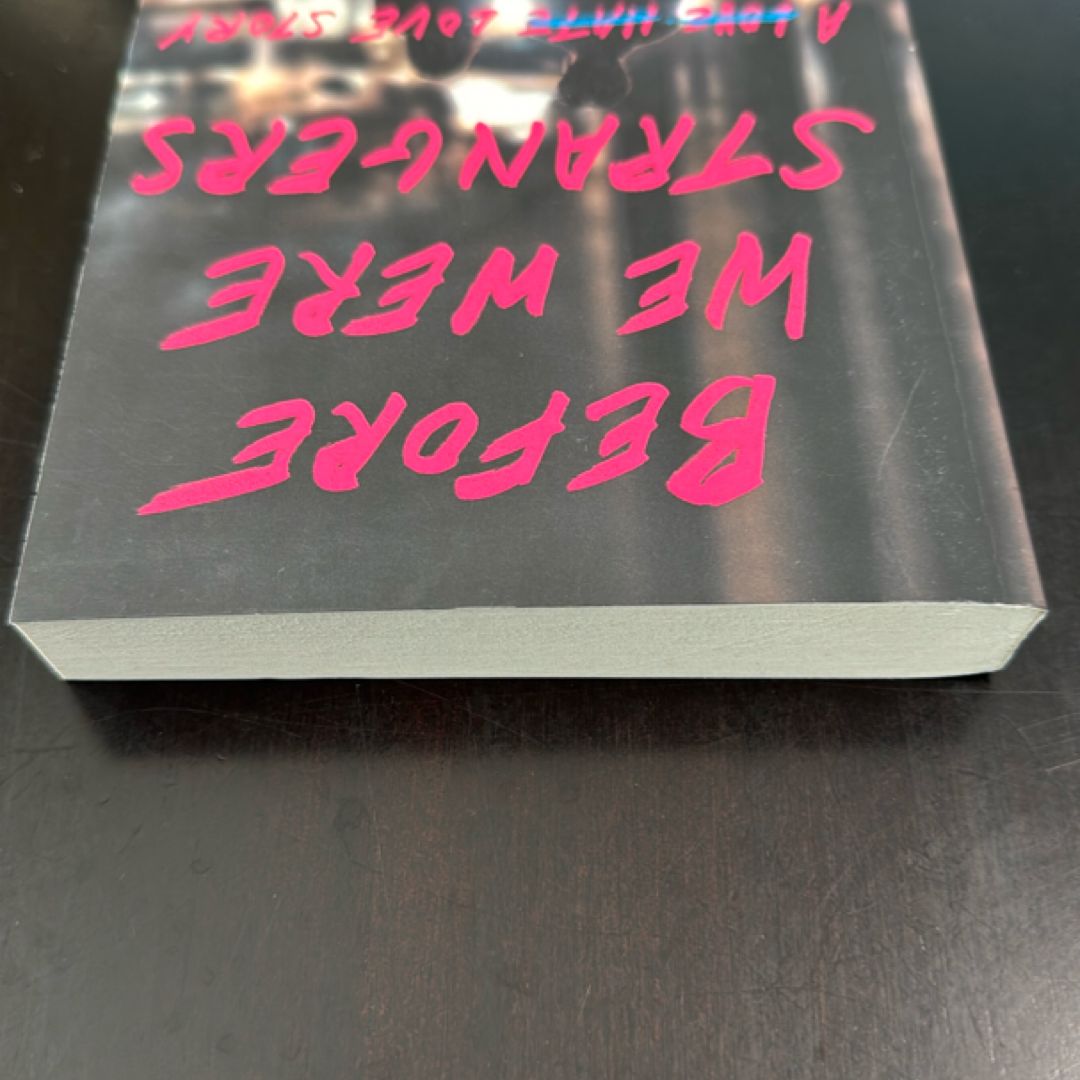 BEFORE
WE WERE
STRANGERS
A LOVE HATE LOVE STORY